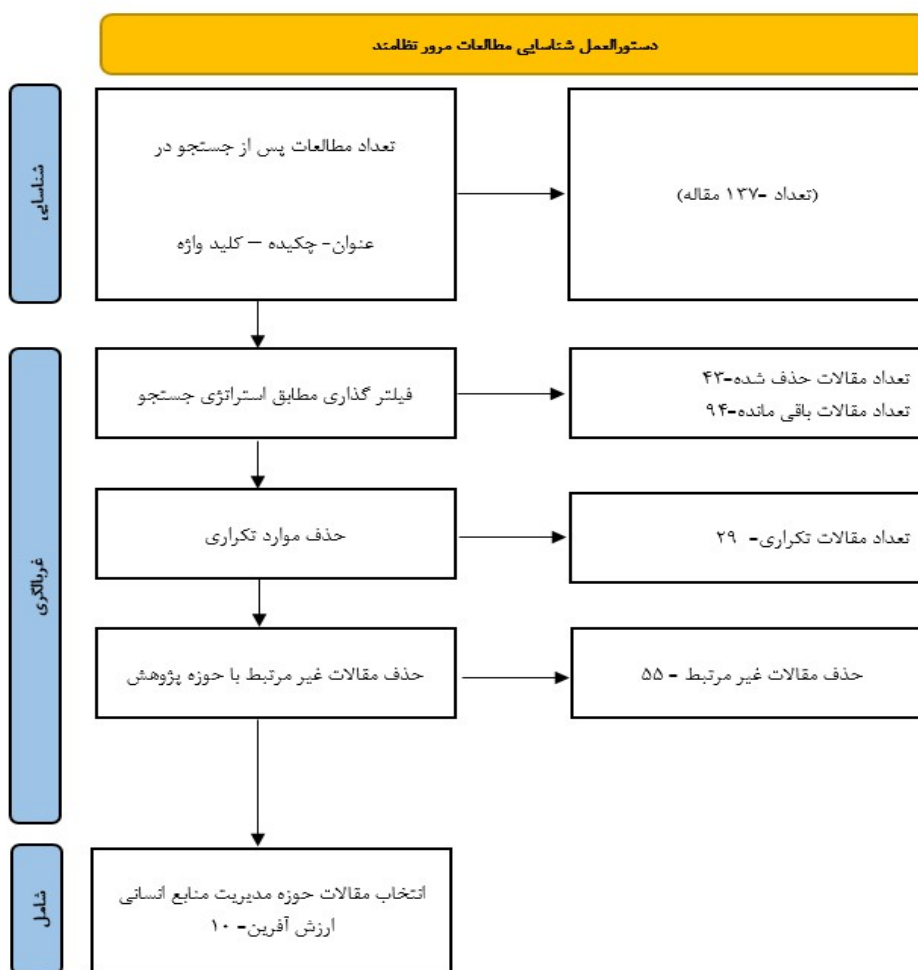 دستورالعمل شناسایی مطالعات مرور نظامند
شناسایی
تعداد مطالعات پس از جستجو در
عنوان- چکیده – کلید واژه
(تعداد -۱۳۷ مقاله)
غربالگری
فیلتر گذاری مطابق استراتژی جستجو
تعداد مقالات حذف شده-۴۳
تعداد مقالات باقی مانده-۹۴
حذف موارد تکراری
تعداد مقالات تکراری- ۲۹
حذف مقالات غیر مرتبط با حوزه پژوهش
حذف مقالات غیر مرتبط - ۵۵
شامل
انتخاب مقالات حوزه مدیریت منابع انسانی
ارزش آفرین- ۱۰